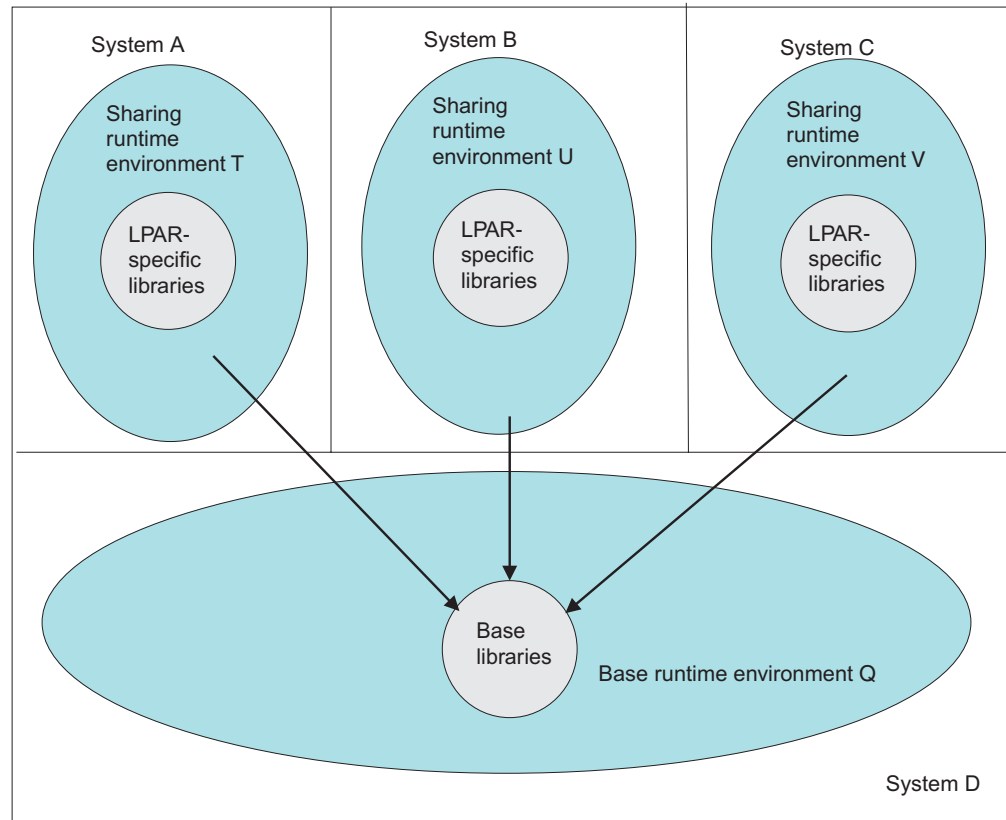 System A
Sharing
runtime
environment T
LPAR-
specific
libraries
System B
Sharing
runtime
environment U
LPAR-
specific
libraries
System C
Sharing
runtime
environment V
LPAR-
specific
libraries
Base
libraries
Base runtime environment Q
System D